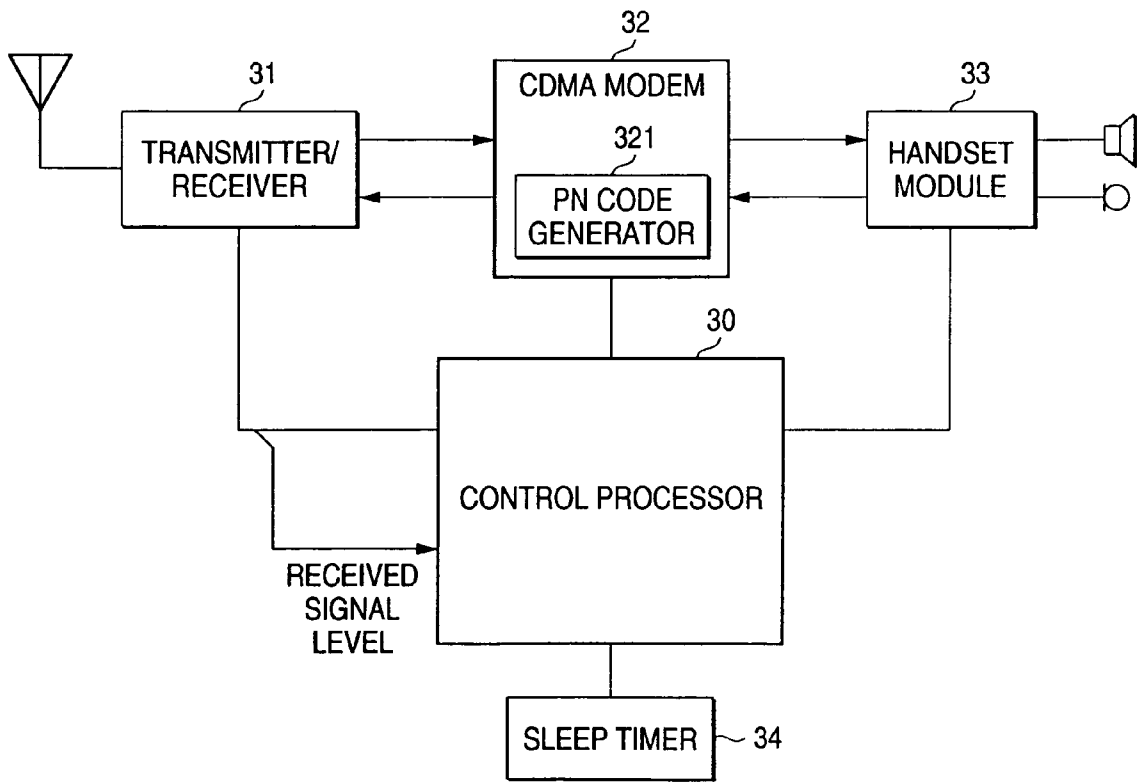 32
31
CDMA MODEM
33
TRANSMITTER/
RECEIVER
321
PN CODE
GENERATOR
HANDSET
MODULE
30
CONTROL PROCESSOR
RECEIVED
SIGNAL
LEVEL
SLEEP TIMER
34